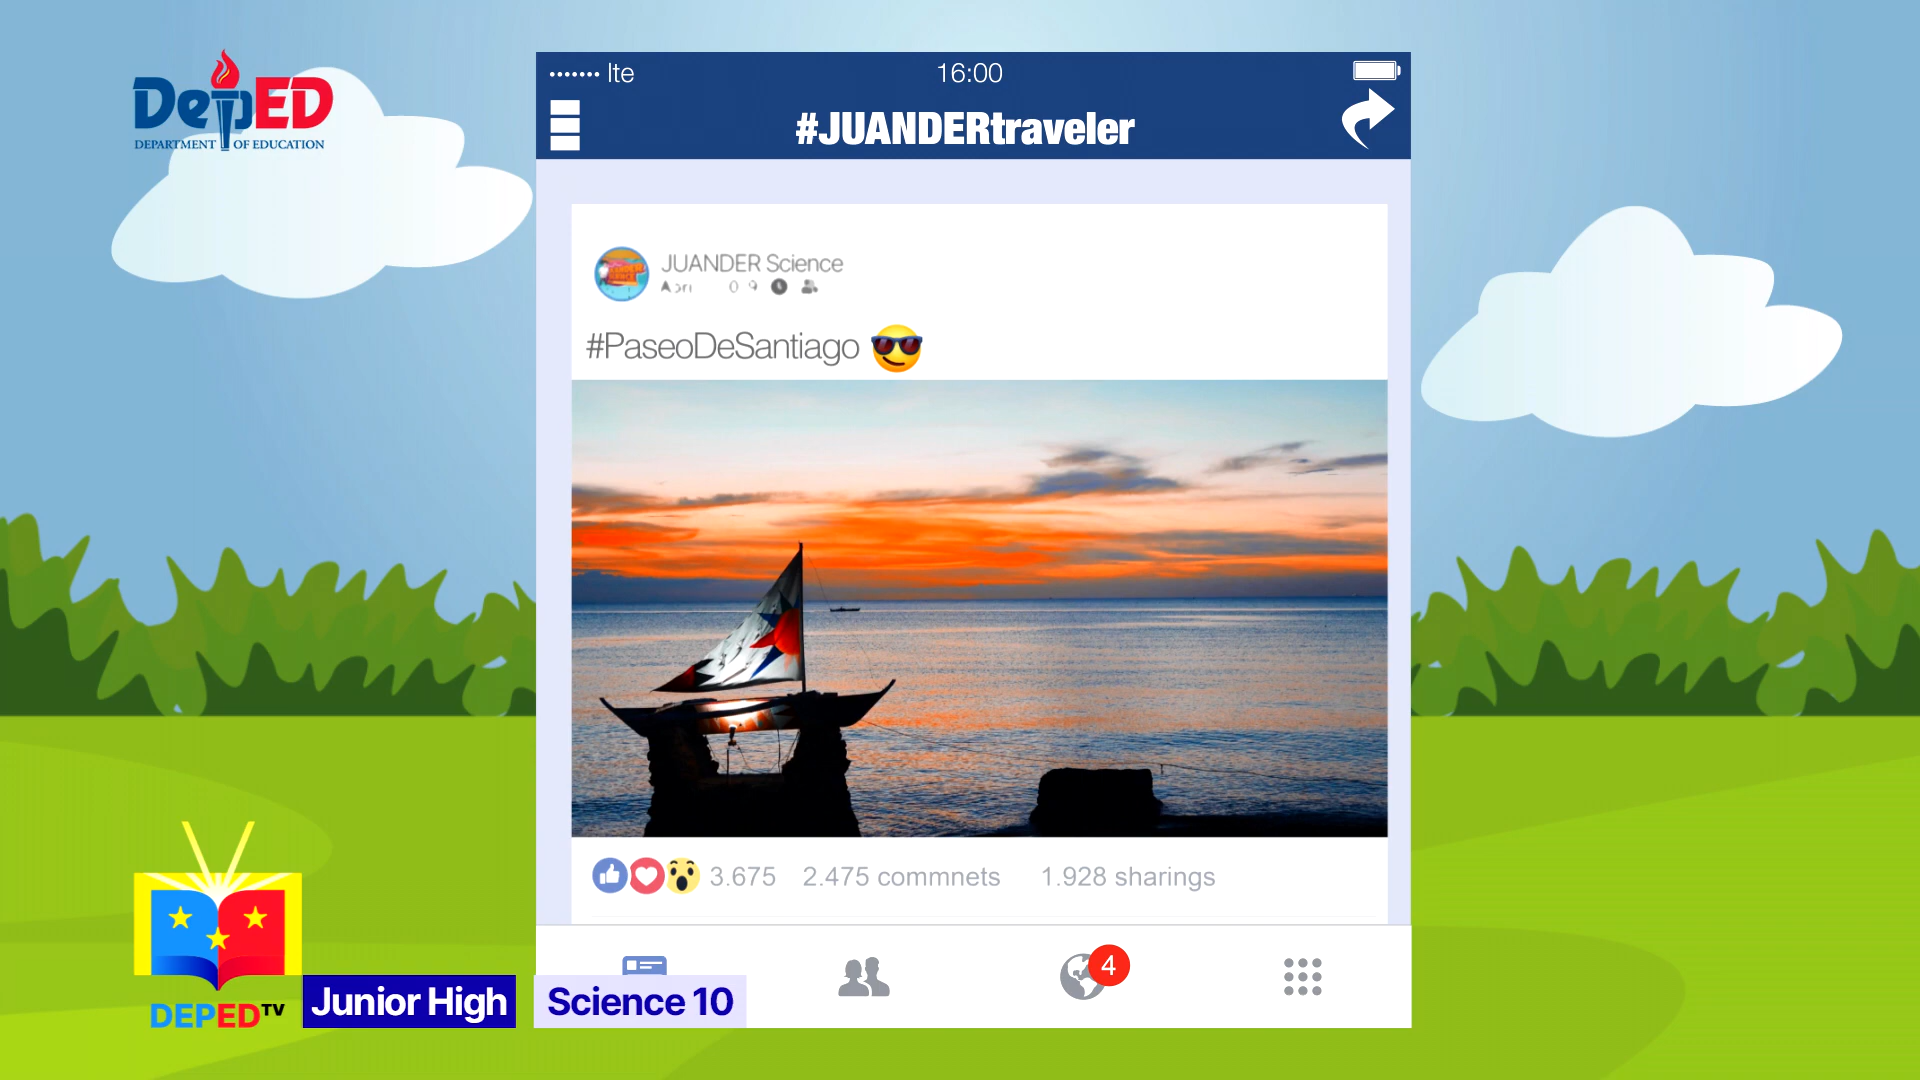 DepED
DEPARTMENT OF EDUCATION
lte
16:00
#JUANDERtraveler
JUANDER Science
#PaseoDeSantiago
3.675
2.475 commnets
1.928 sharings
4
DEPED TV
Junior High
Science 10